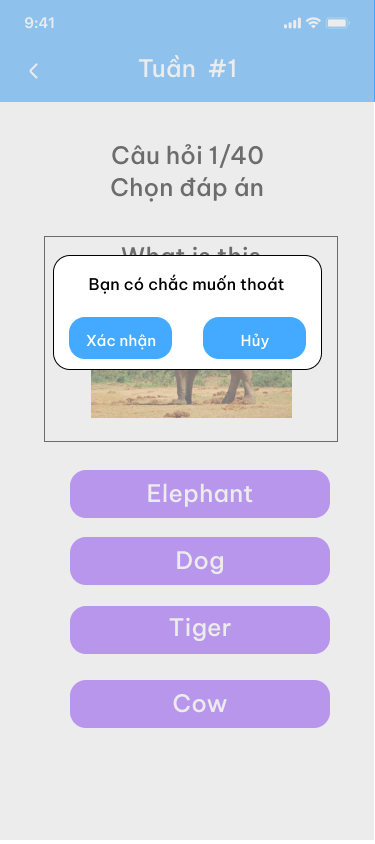 9:41
Tuần #1
Câu hỏi 1/40
Chọn đáp án
What is this
Bạn có chắc muốn thoát
Xác nhận Hủy
Elephant
Dog
Tiger
Cow